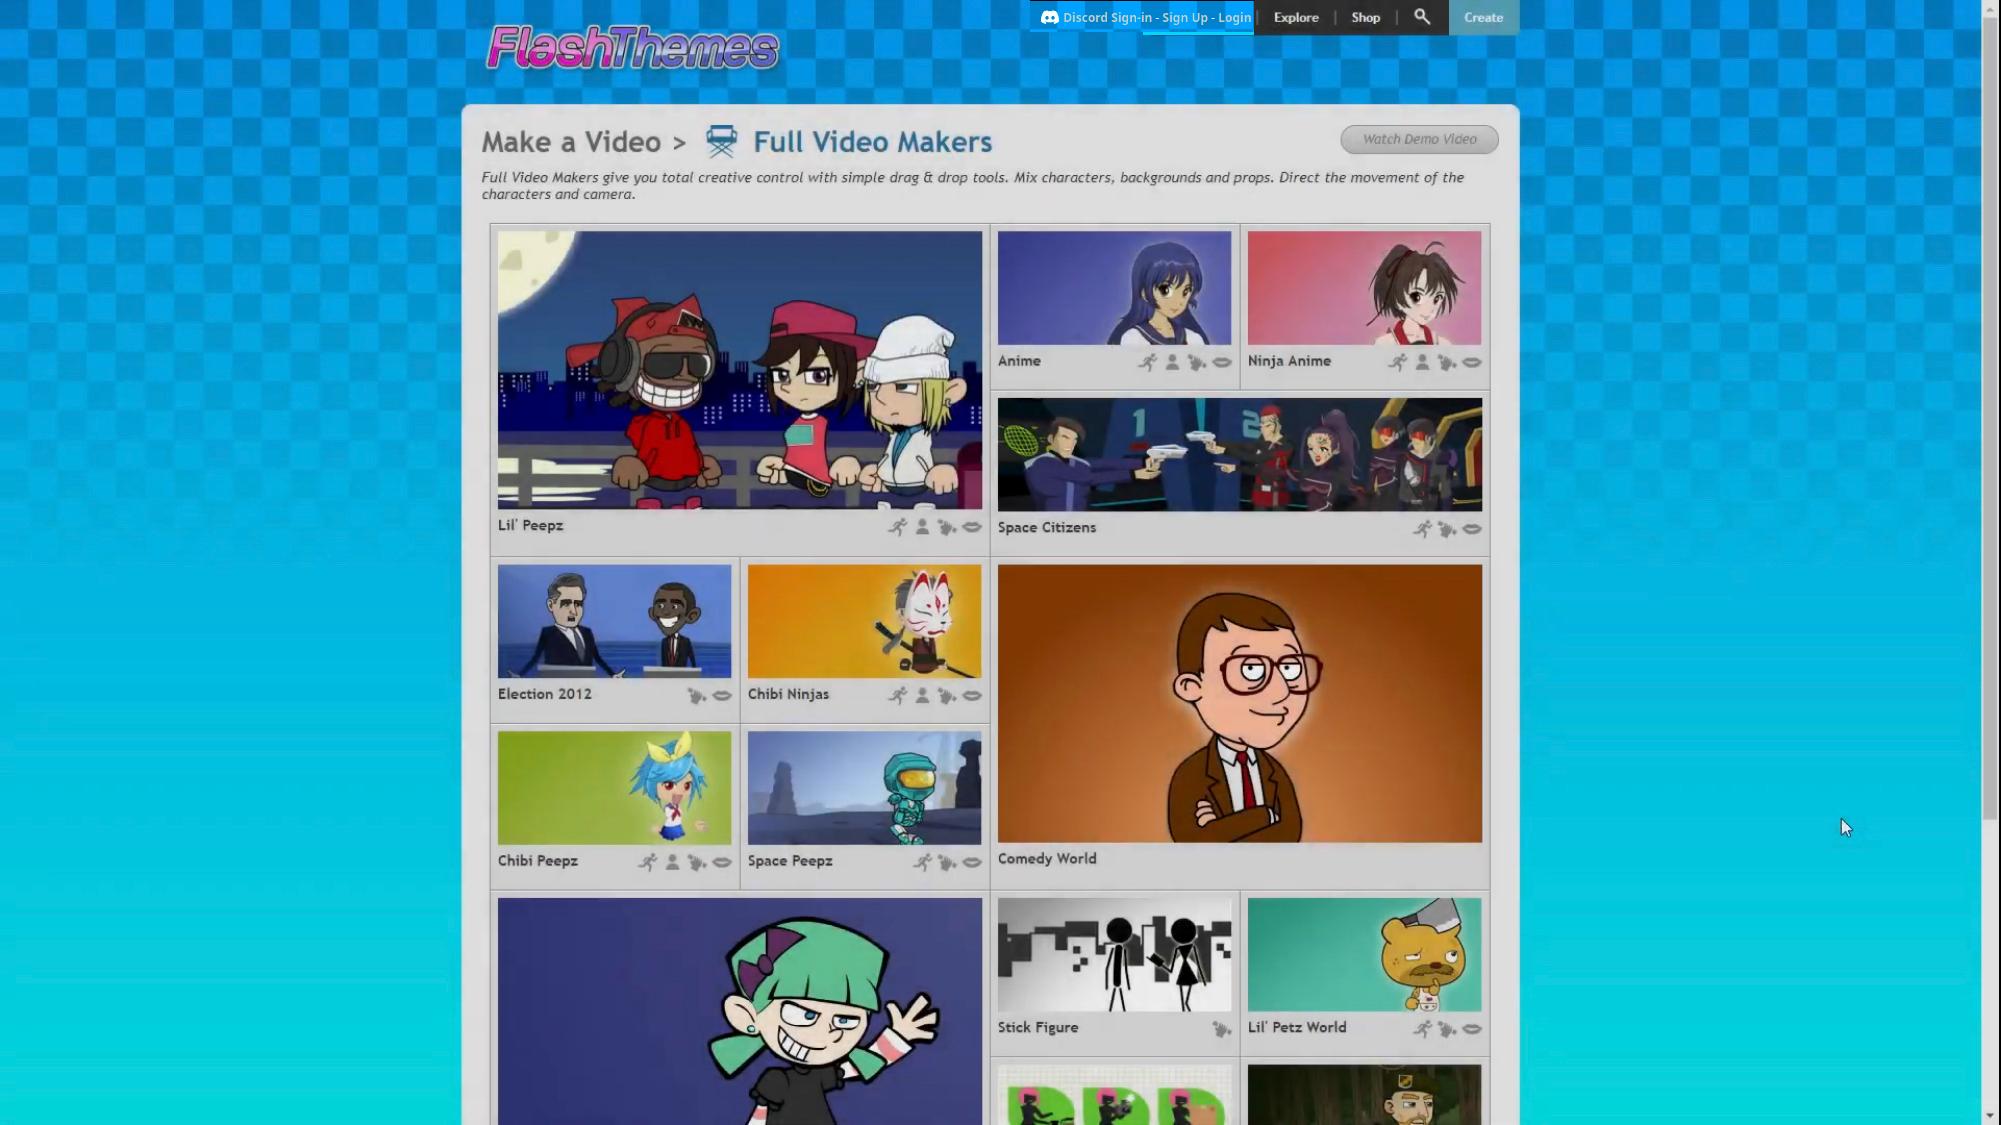 FlashThemes
Discord Sign-in - Sign Up - Login
Explore
Shop
Create
Make a Video > Full Video Makers
Watch Demo Video
Full Video Makers give you total creative control with simple drag & drop tools. Mix characters, backgrounds and props. Direct the movement of the
characters and camera.
Anime
Ninja Anime
1
2
Lil' Peepz
Space Citizens
Election 2012
Chibi Ninjas
Chibi Peepz
Space Peepz
Comedy World
Stick Figure
Lil' Petz World